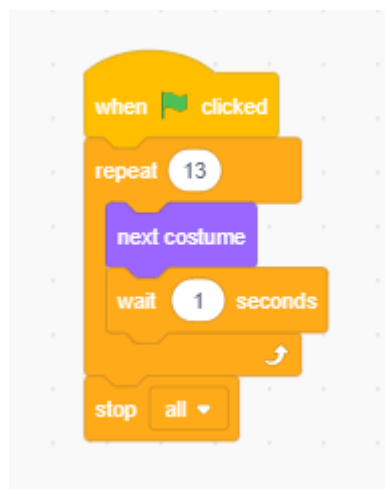 when clicked
repeat 13
next costume
wait 1 seconds
stop all